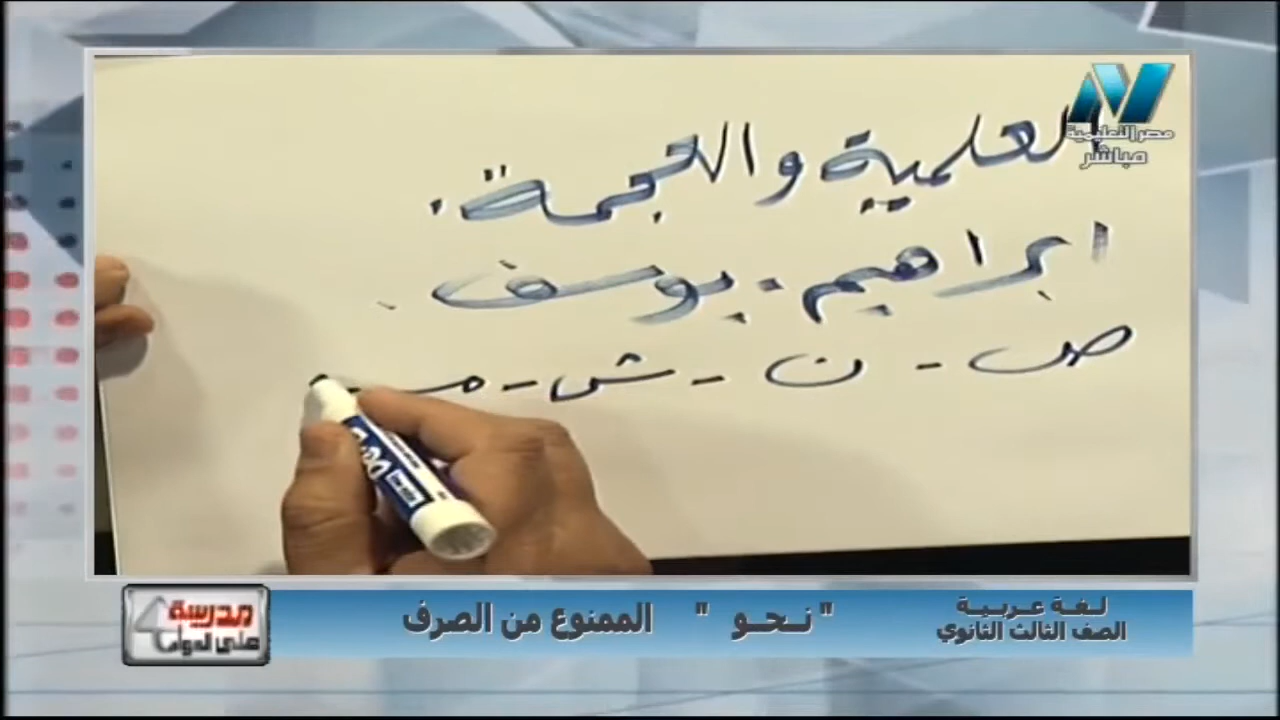 مصر التعليمية
مباشر
العلمية والعجمة.
ابراهيم. يوسف.
ص - ن - ش - م -
لغة عربية
الصف الثالث الثانوي
"نحو" الممنوع من الصرف
مدرسة
على الهواء
EXPO